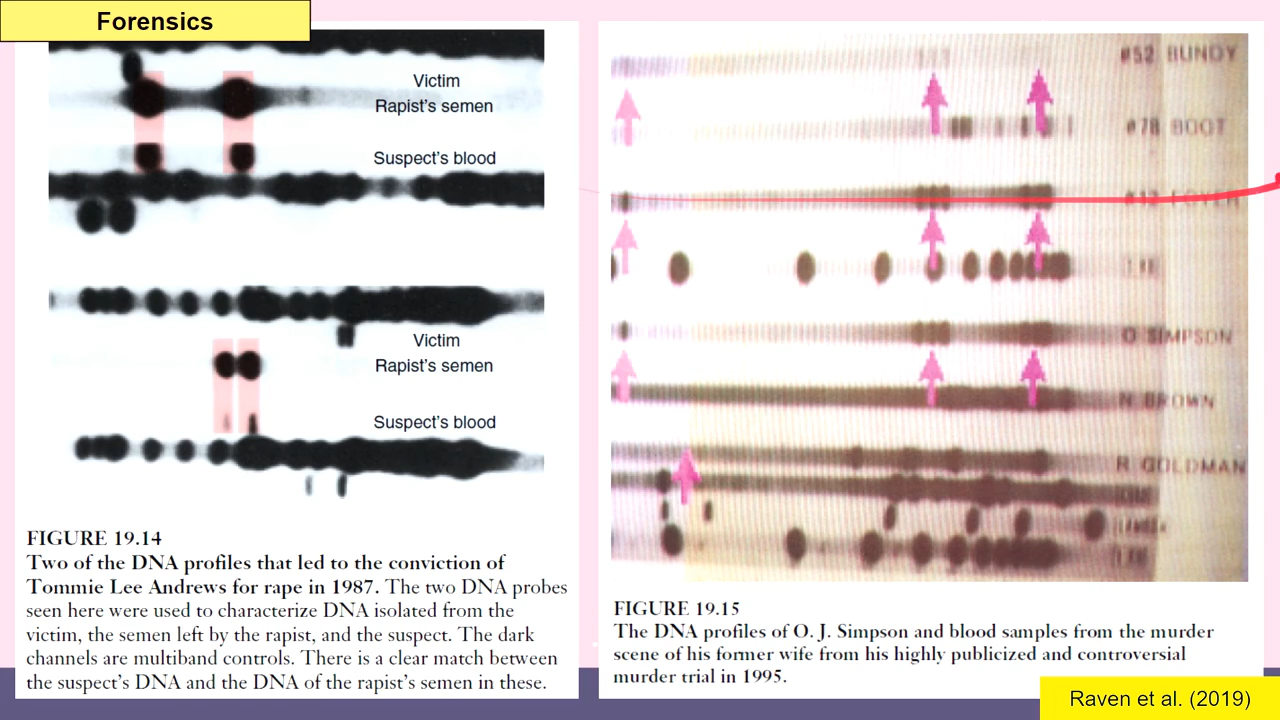 Forensics
Victim
Rapist's semen
Suspect's blood
Victim
Rapist's semen
Suspect's blood
FIGURE 19.14
Two of the DNA profiles that led to the conviction of
Tommie Lee Andrews for rape in 1987. The two DNA probes
seen here were used to characterize DNA isolated from the
victim, the semen left by the rapist, and the suspect. The dark
channels are multiband controls. There is a clear match between
the suspect's DNA and the DNA of the rapist's semen in these.
#52 BUNDY
#78 BOOT
O SIMPSON
N BROWN
R GOLDMAN
FIGURE 19.15
The DNA profiles of O. J. Simpson and blood samples from the murder
scene of his former wife from his highly publicized and controversial
murder trial in 1995.
Raven et al. (2019)